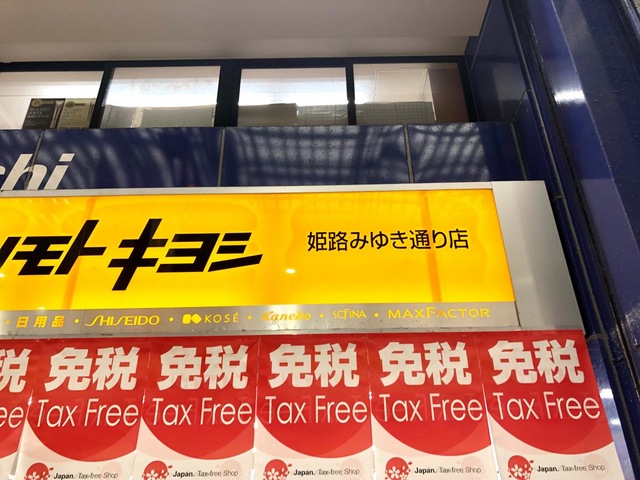 hi
ツモトキヨシ
姫路みゆき通り店
・日用品・SHISEIDO・KOSÉ・Kanebo・SOFINA・MAXFACTOR
税 免税 免税 免税 免税 免税
ee Tax Free Tax Free Tax Free Tax Free Tax Free
Japan. Tax-free Shop Japan. Tax-free Shop Japan. Tax-free Shop Japan. Tax-free Shop Japan. Tax-free Shop